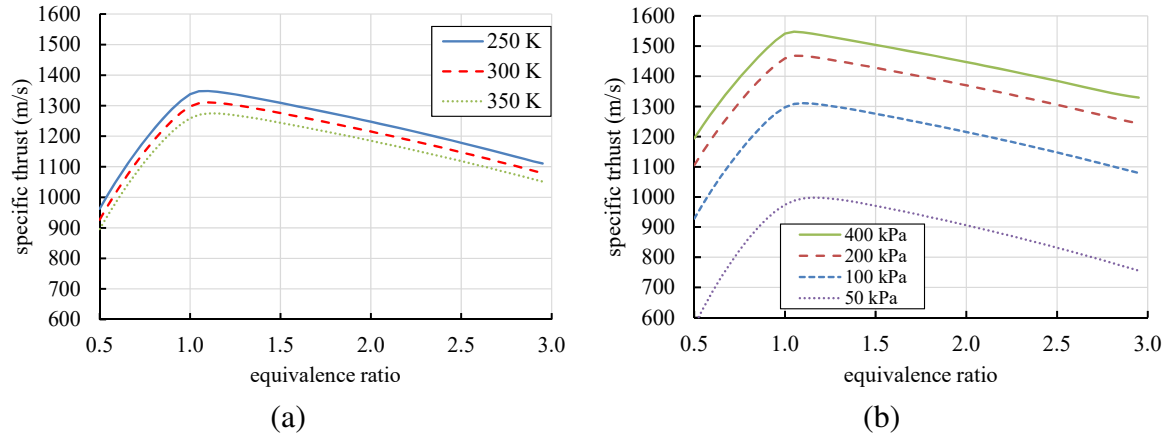 1600
1500
1400
1300
1200
1100
1000
900
800
700
600
specific thrust (m/s)
0.5 1.0 1.5 2.0 2.5 3.0
equivalence ratio
250 K
300 K
350 K
(a)
1600
1500
1400
1300
1200
1100
1000
900
800
700
600
specific trhust (m/s)
0.5 1.0 1.5 2.0 2.5 3.0
equivalence ratio
400 kPa
200 kPa
100 kPa
50 kPa
(b)